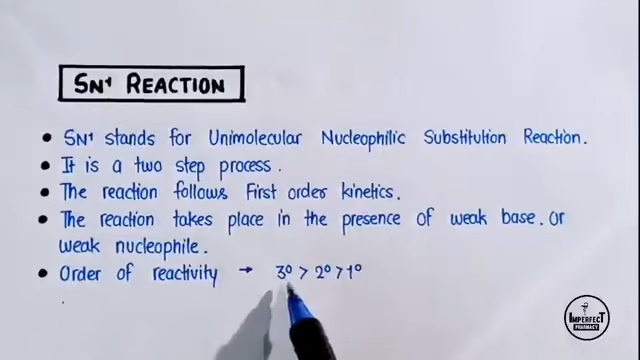 SN¹ REACTION
• SN¹ stands for Unimolecular Nucleophilic Substitution Reaction.
• It is a two step process.
• The reaction follows First order kinetics.
• The reaction takes place in the presence of weak base. or
weak nucleophile.
• Order of reactivity → 3° > 2° > 1°
IMPERFECT
PHARMACY